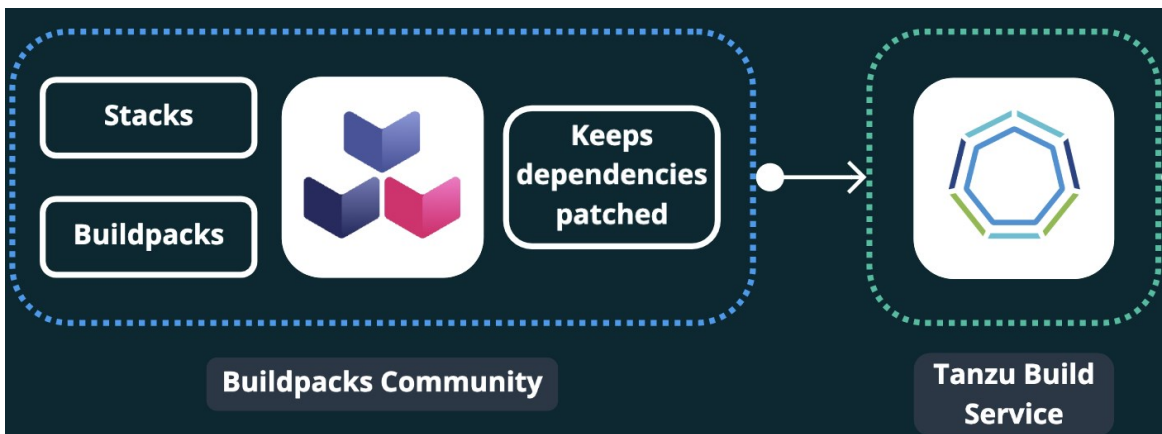 Stacks
Buildpacks
Keeps
dependencies
patched
Buildpacks Community
Tanzu Build
Service